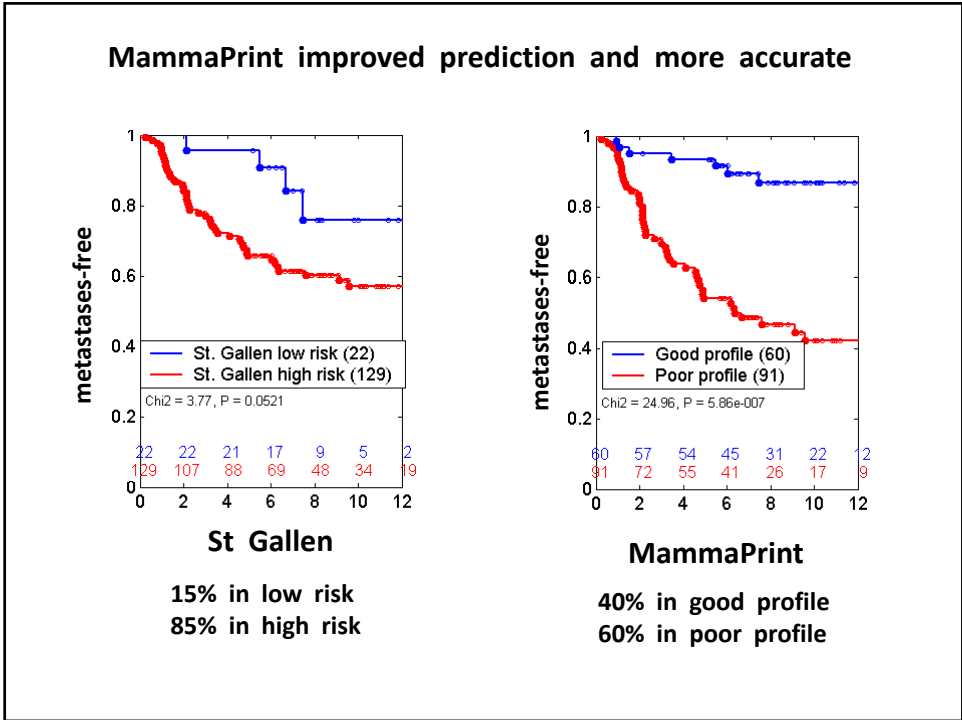 MammaPrint improved prediction and more accurate
metastases-free
1
0.8
0.6
0.4
0.2
0
St. Gallen low risk (22)
St. Gallen high risk (129)
Chi2 = 3.77, P = 0.0521
22 22 21 17 9 5 2
129 107 88 69 48 34 19
0 2 4 6 8 10 12
St Gallen
15% in low risk
85% in high risk
metastases-free
1
0.8
0.6
0.4
0.2
0
Good profile (60)
Poor profile (91)
Chi2 = 24.96, P = 5.86e-007
60 57 54 45 31 22 12
91 72 55 41 26 17 9
0 2 4 6 8 10 12
MammaPrint
40% in good profile
60% in poor profile